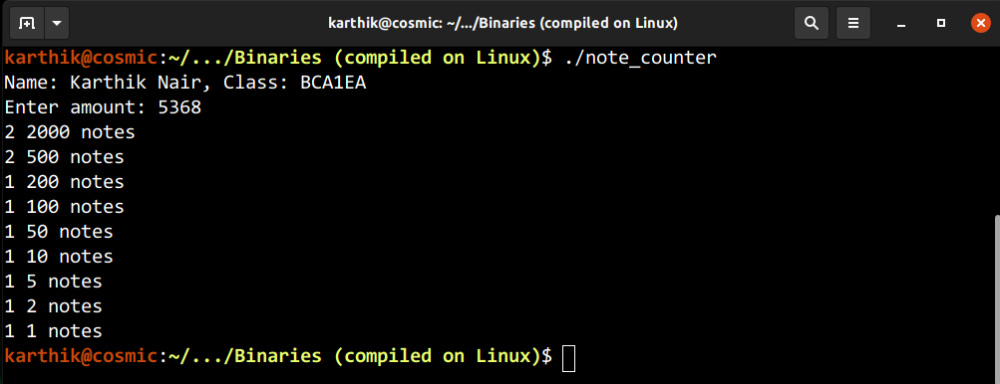 karthik@cosmic: ~/.../Binaries (compiled on Linux)
karthik@cosmic:~/.../Binaries (compiled on Linux)$ ./note_counter
Name: Karthik Nair, Class: BCA1EA
Enter amount: 5368
2 2000 notes
2 500 notes
1 200 notes
1 100 notes
1 50 notes
1 10 notes
1 5 notes
1 2 notes
1 1 notes
karthik@cosmic:~/.../Binaries (compiled on Linux)$